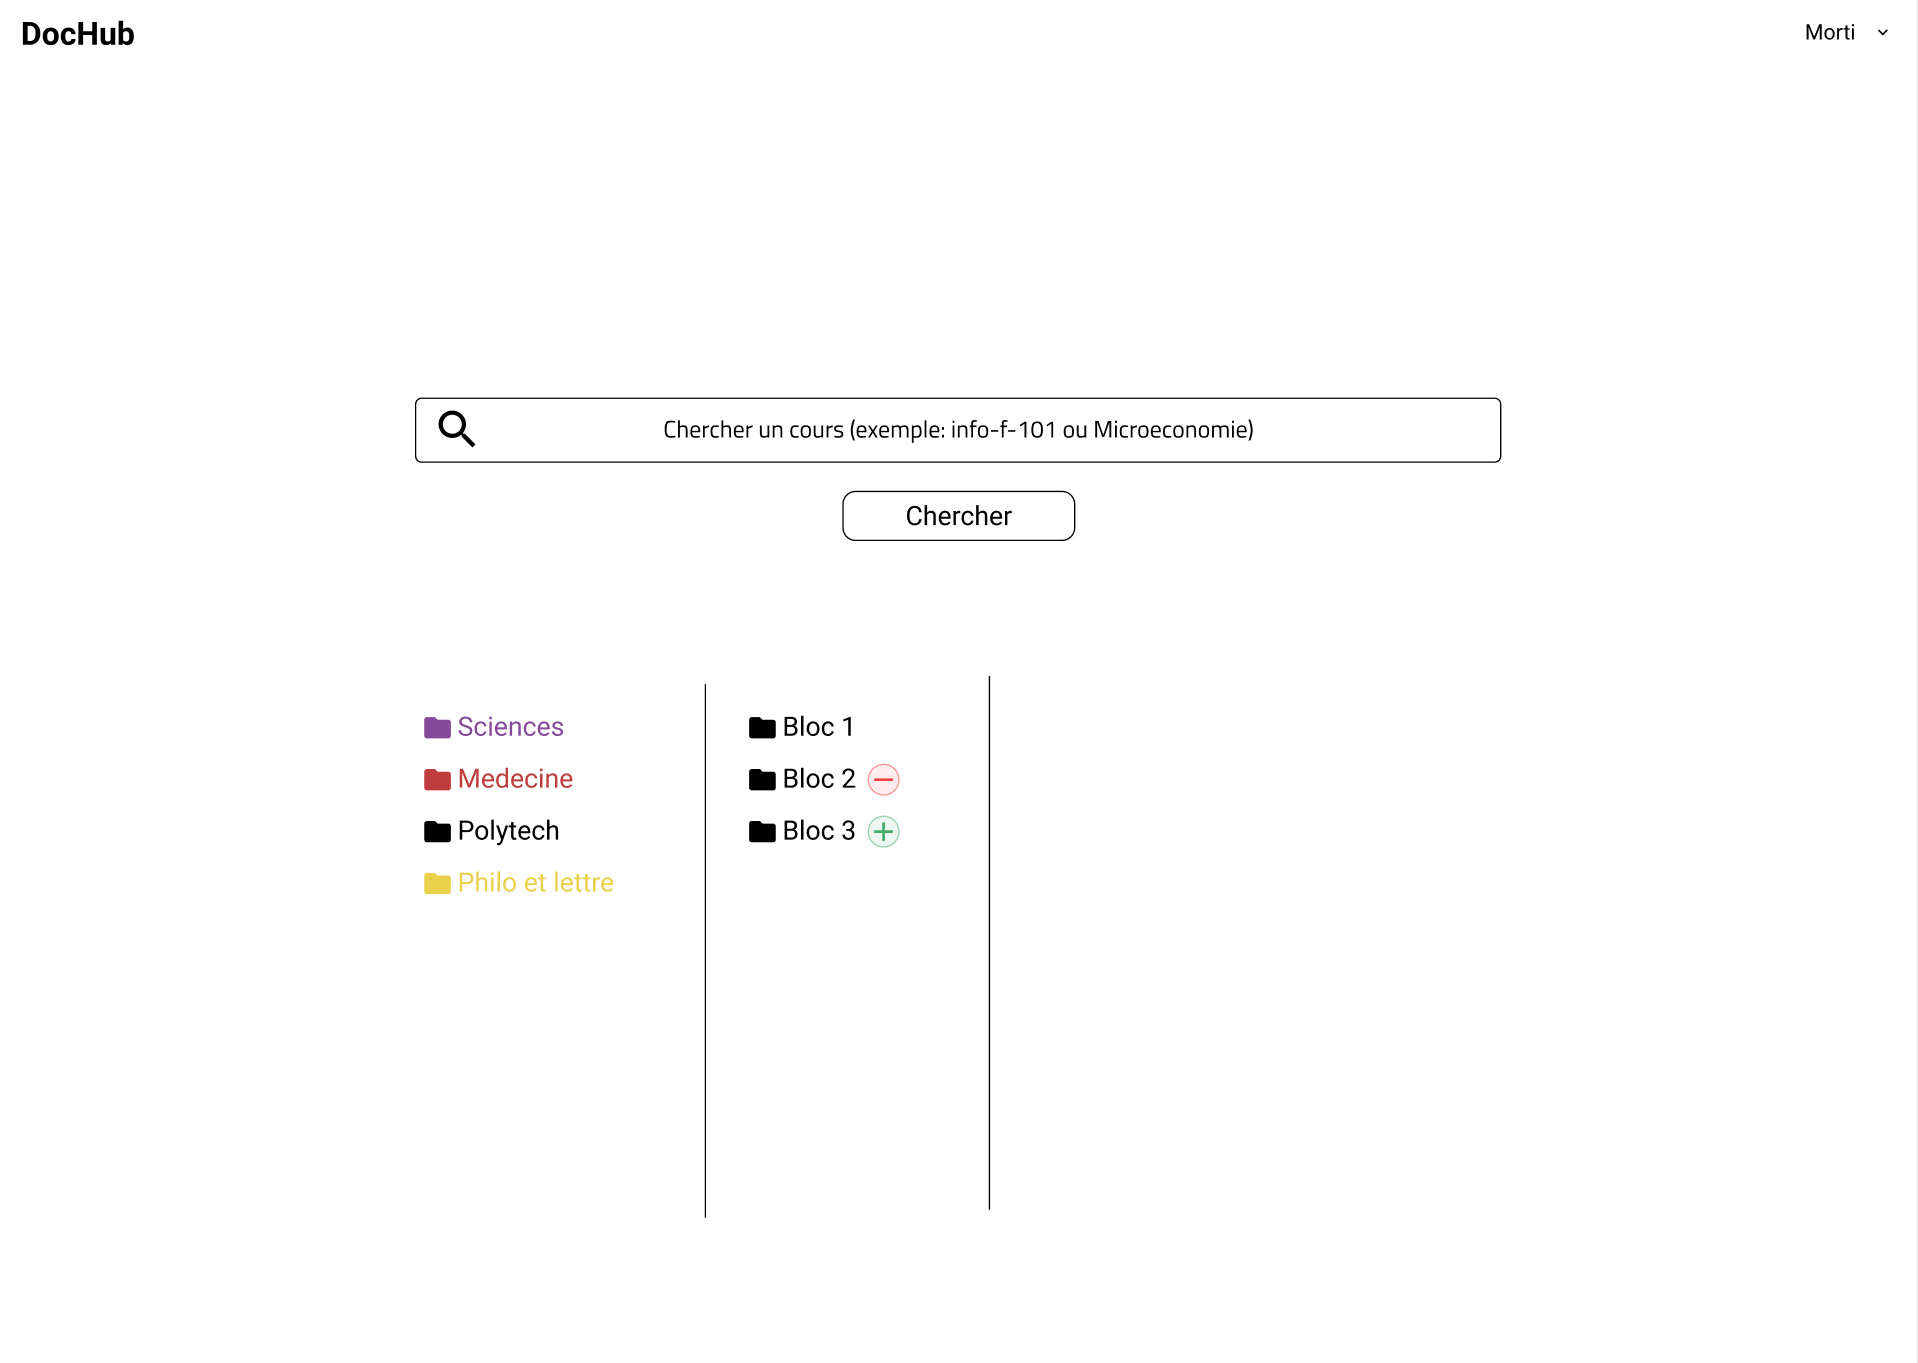 DocHub
Morti
Chercher un cours (exemple: info-f-101 ou Microeconomie)
Chercher
Sciences
Medecine
Polytech
Philo et lettre
Bloc 1
Bloc 2
Bloc 3